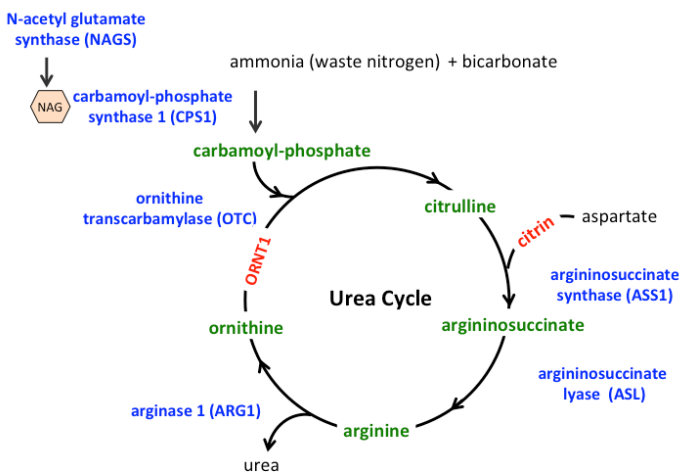 N-acetyl glutamate
synthase (NAGS)
ammonia (waste nitrogen) + bicarbonate
NAG
carbamoyl-phosphate
synthase 1 (CPS1)
carbamoyl-phosphate
ornithine
transcarbamylase (OTC)
citrulline
citrin
aspartate
ORNT1
argininosuccinate
synthase (ASS1)
Urea Cycle
ornithine
argininosuccinate
argininosuccinate
lyase (ASL)
arginase 1 (ARG1)
arginine
urea